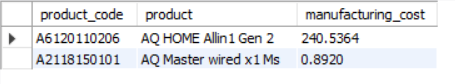 product_code product manufacturing_cost
A6120110206 AQ HOME Allin1 Gen 2 240.5364
A2118150101 AQ Master wired x1 Ms 0.8920